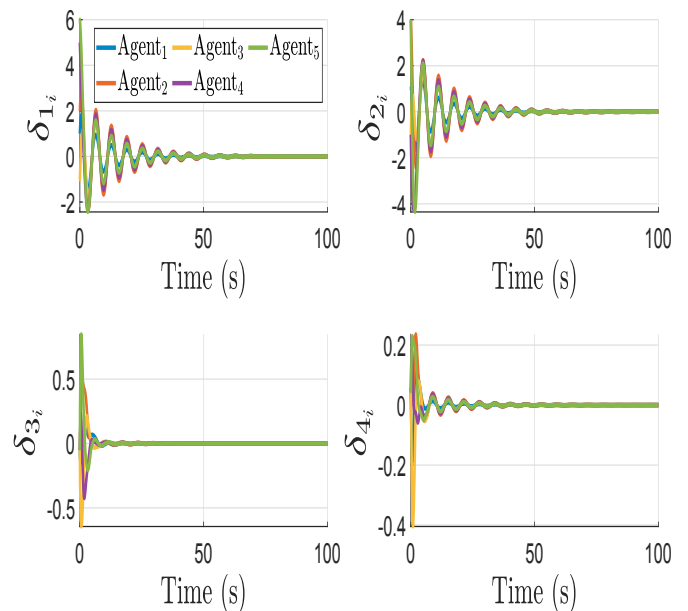 6
4
2
0
-2
δ₁ᵢ
Agent₁ Agent₃ Agent₅
Agent₂ Agent₄
0 50 100
Time (s)
4
2
0
-2
-4
δ₂ᵢ
0 50 100
Time (s)
0.5
0
-0.5
δ₃ᵢ
0 50 100
Time (s)
0.2
0
-0.2
-0.4
δ₄ᵢ
0 50 100
Time (s)